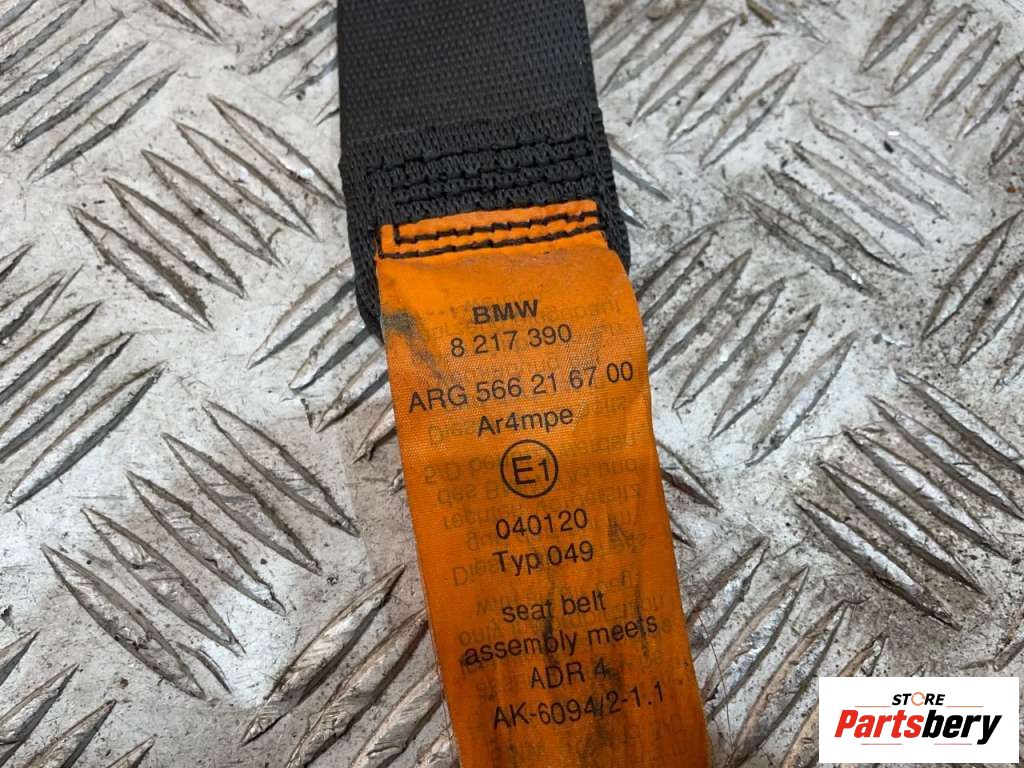 BMW
8 217 390
ARG 566 21 67 00
Ar4mpe
E1
040120
Typ 049
seat belt
assembly meets
ADR 4
AK-6094/2-1.1
STORE
Partsbery